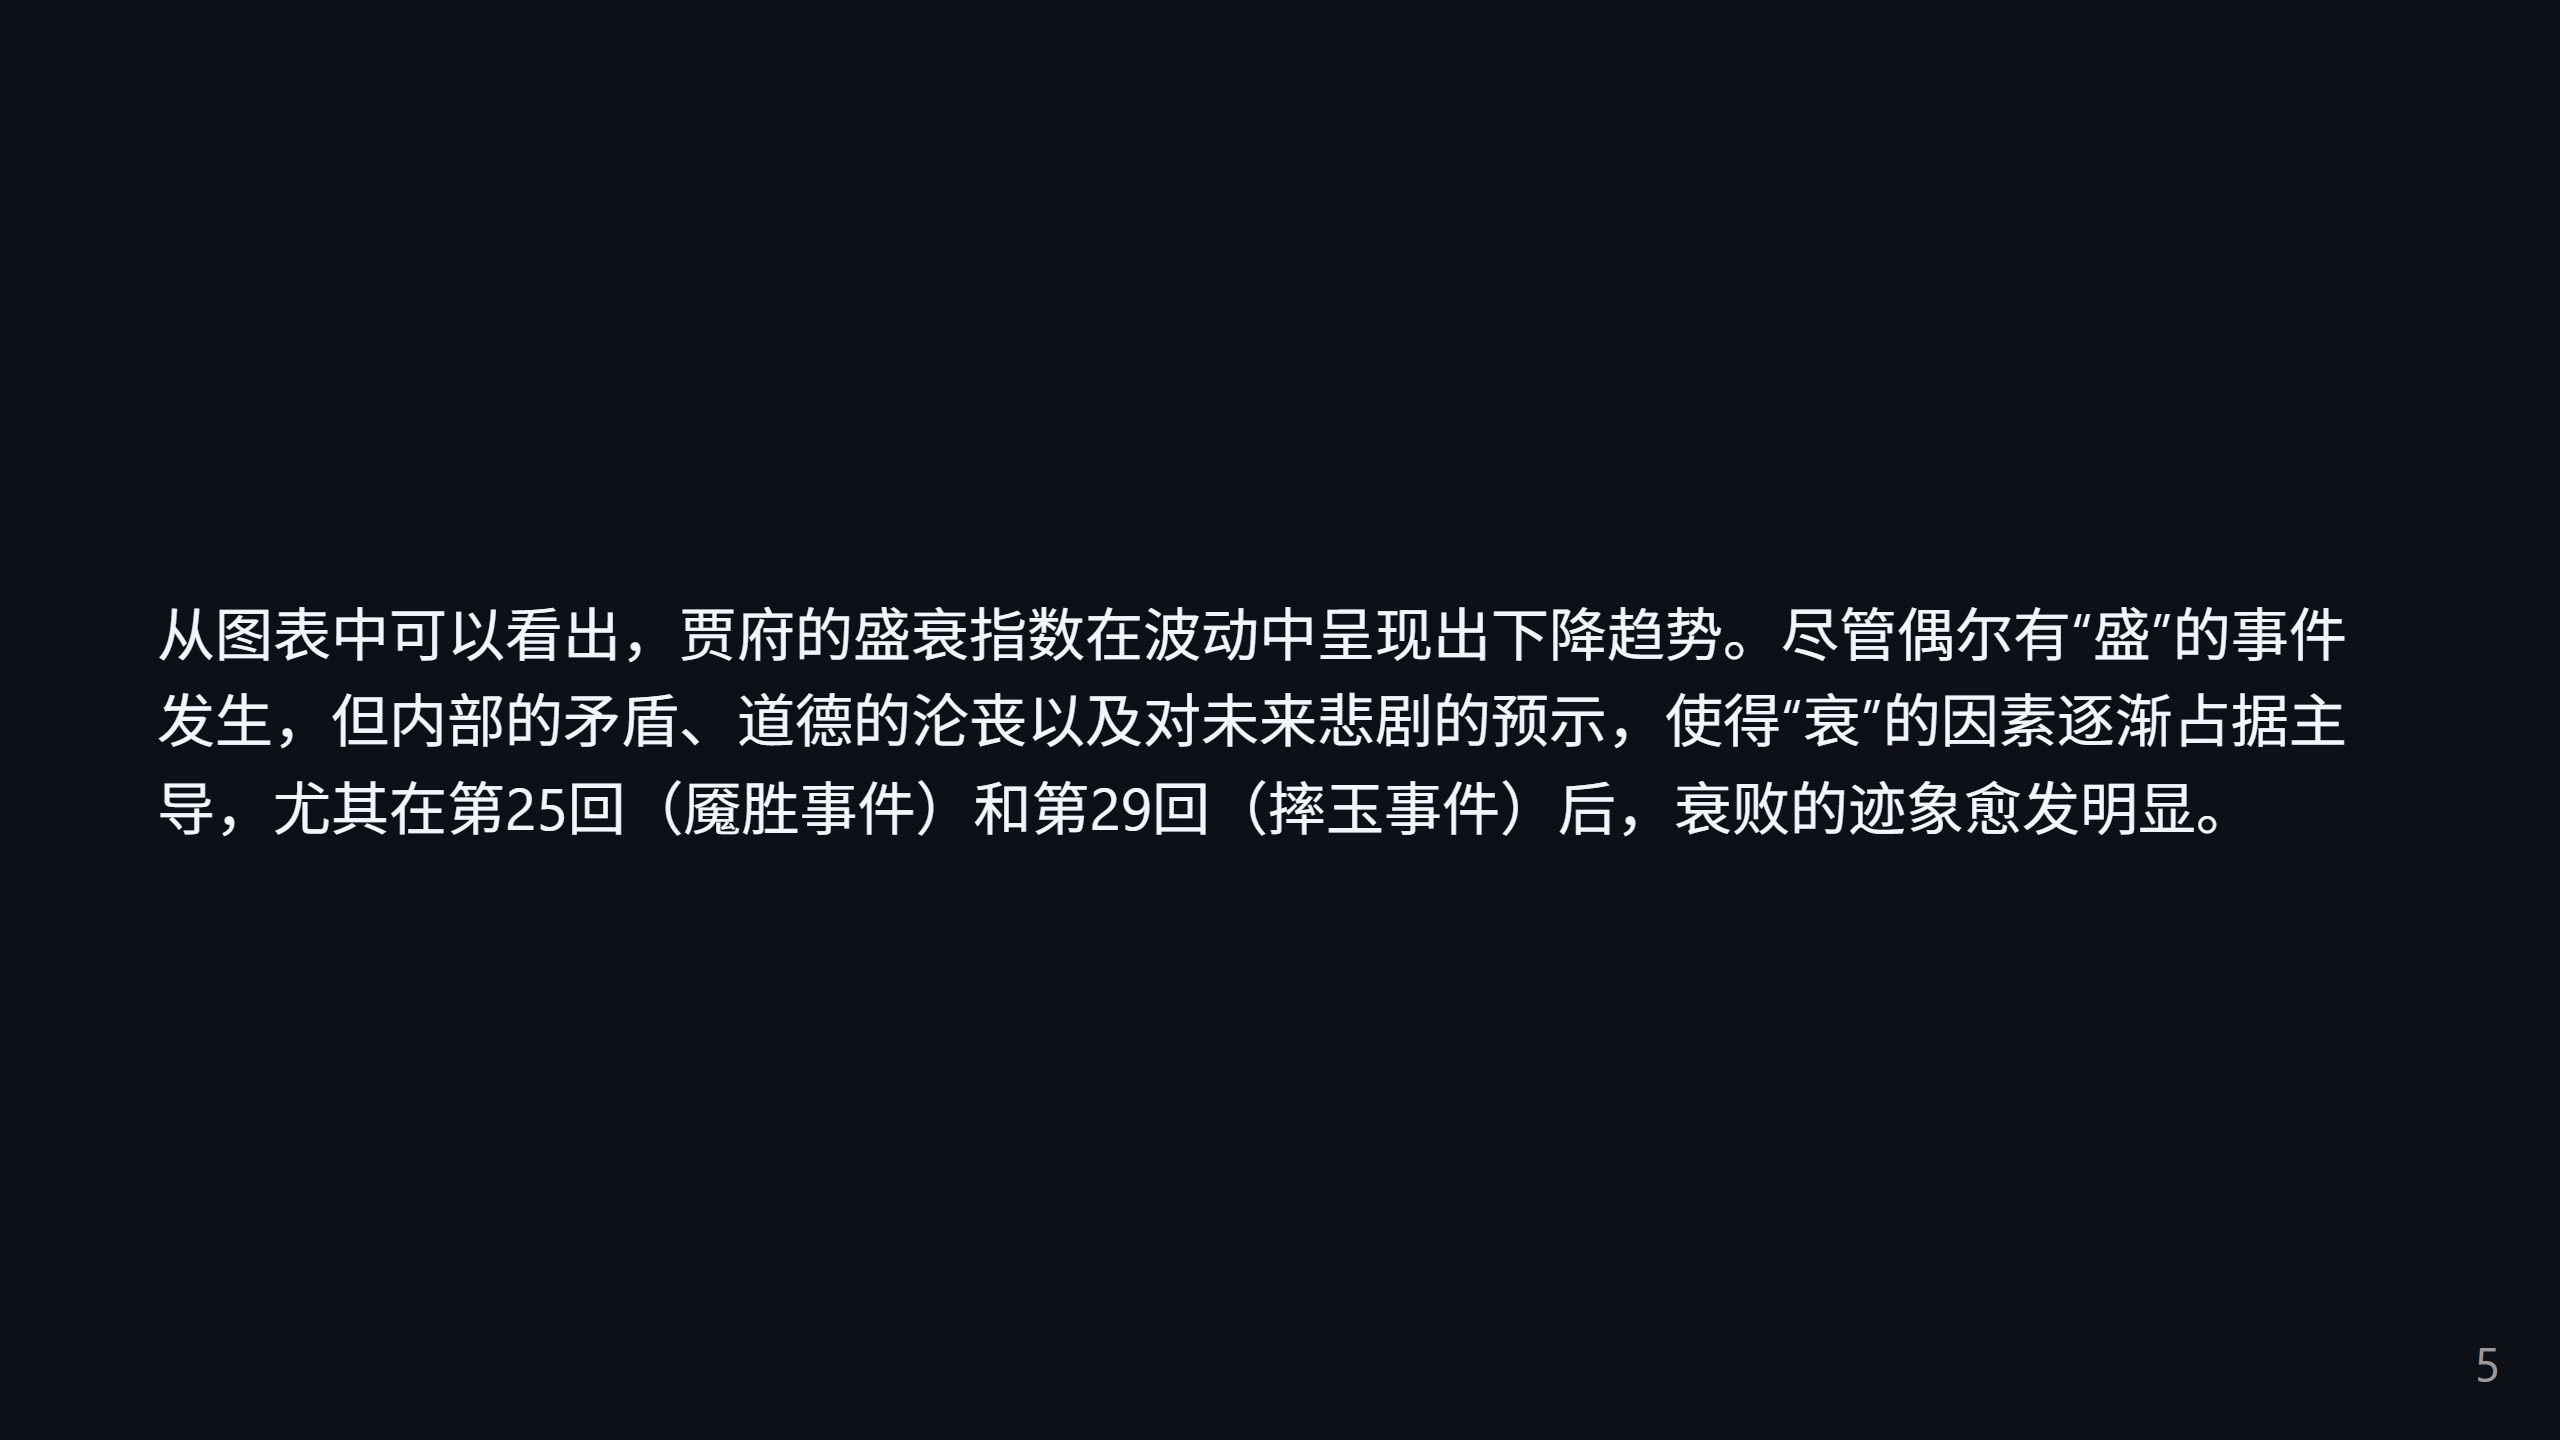 从图表中可以看出，贾府的盛衰指数在波动中呈现出下降趋势。尽管偶尔有“盛”的事件
发生，但内部的矛盾、道德的沦丧以及对未来悲剧的预示，使得“衰”的因素逐渐占据主
导，尤其在第25回（魇胜事件）和第29回（摔玉事件）后，衰败的迹象愈发明显。
5